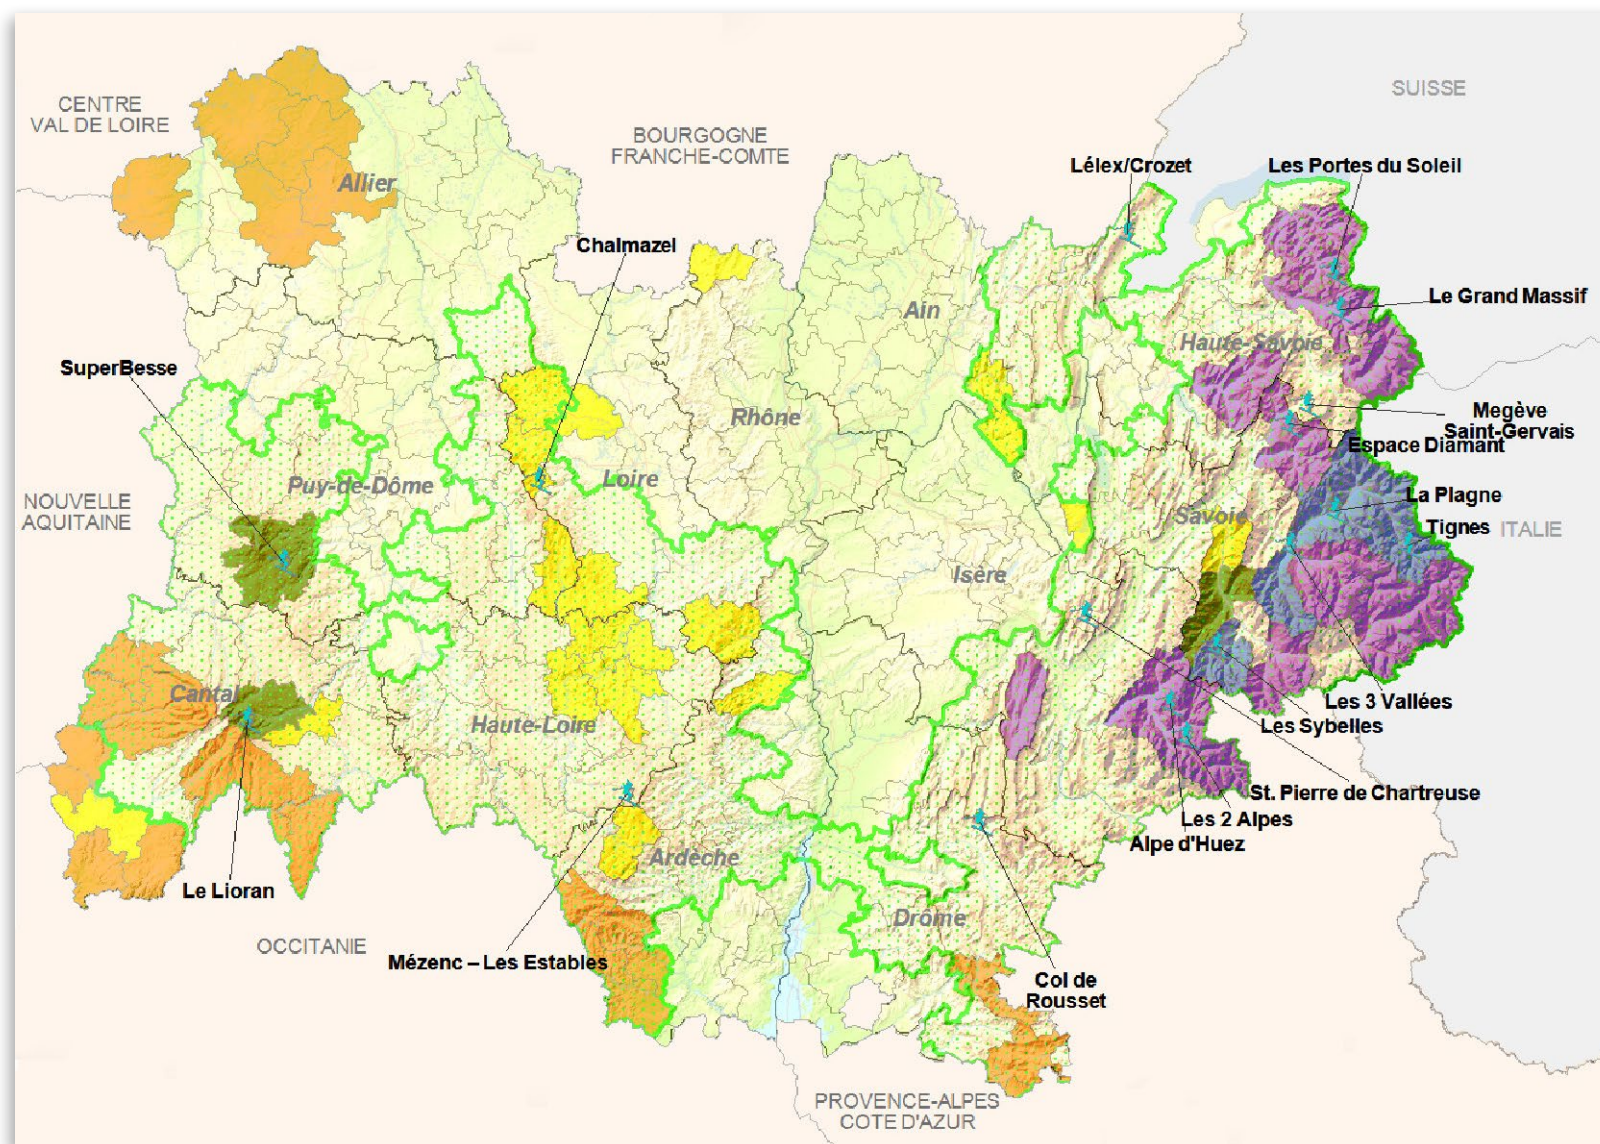 SUISSE
CENTRE
VAL DE LOIRE
BOURGOGNE
FRANCHE-COMTE
Lélex/Crozet
Les Portes du Soleil
Allier
Chalmazel
Le Grand Massif
Ain
Haute-Savoie
SuperBesse
Rhône
Megève
Saint-Gervais
Espace Diamant
Puy-de-Dôme
Loire
NOUVELLE
AQUITAINE
La Plagne
Savoie
Tignes
ITALIE
Isère
Cantal
Haute-Loire
Les 3 Vallées
Les Sybelles
St. Pierre de Chartreuse
Les 2 Alpes
Alpe d'Huez
Ardèche
Le Lioran
Drôme
OCCITANIE
Mézenc – Les Estables
Col de
Rousset
PROVENCE-ALPES
COTE D'AZUR